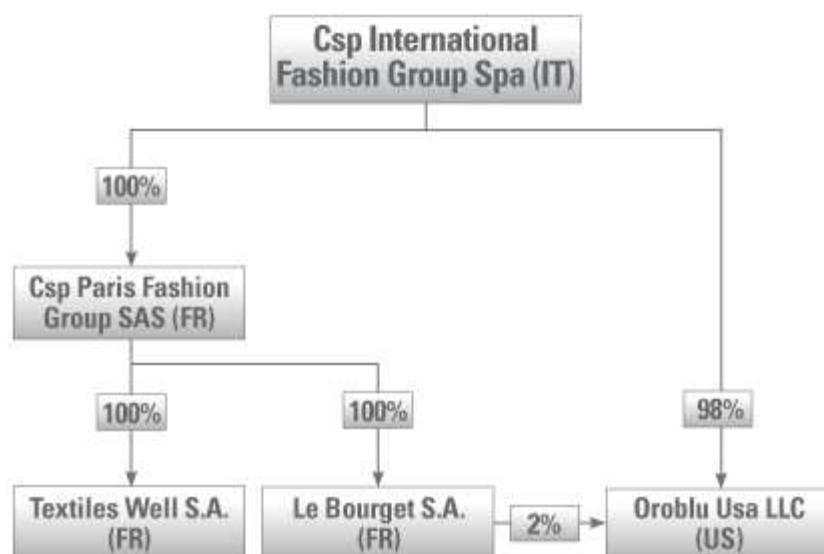 Csp International
Fashion Group Spa (IT)
100%
Csp Paris Fashion
Group SAS (FR)
100%
100%
98%
Textiles Well S.A.
(FR)
Le Bourget S.A.
(FR)
2%
Oroblu Usa LLC
(US)